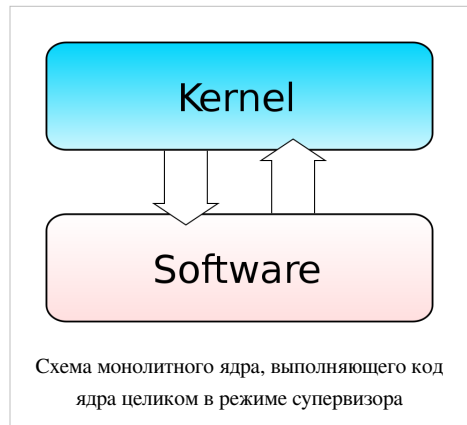 Kernel
Software
Схема монолитного ядра, выполняющего код
ядра целиком в режиме супервизора